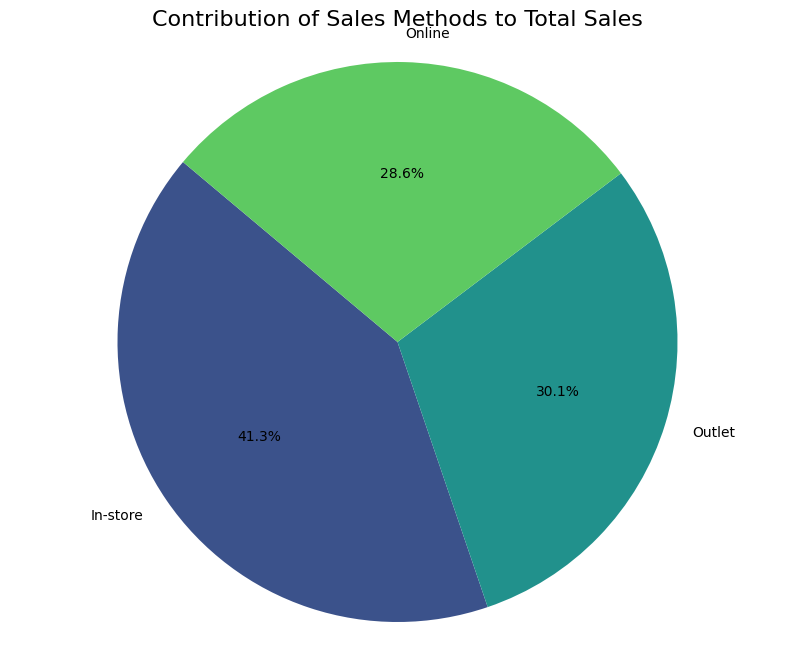 Contribution of Sales Methods to Total Sales
Online
28.6%
30.1%
Outlet
41.3%
In-store